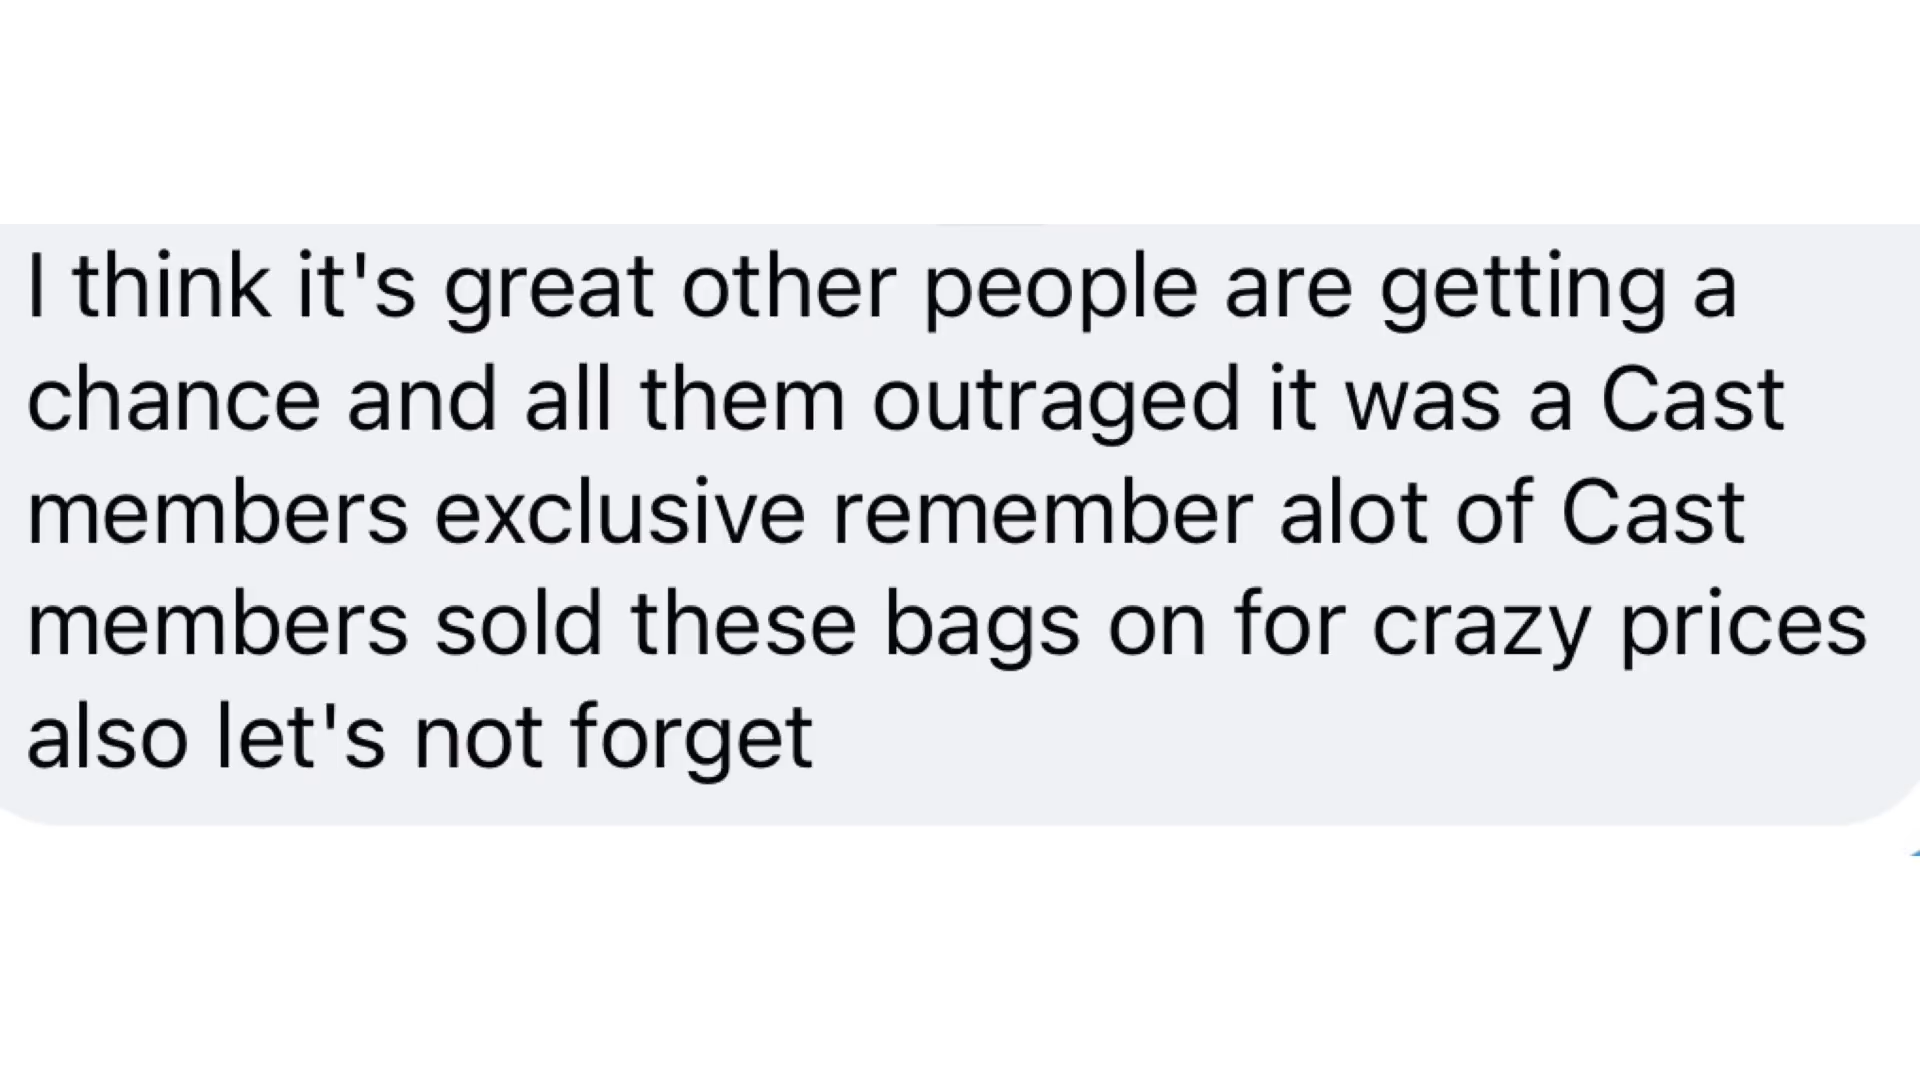 I think it's great other people are getting a
chance and all them outraged it was a Cast
members exclusive remember alot of Cast
members sold these bags on for crazy prices
also let's not forget